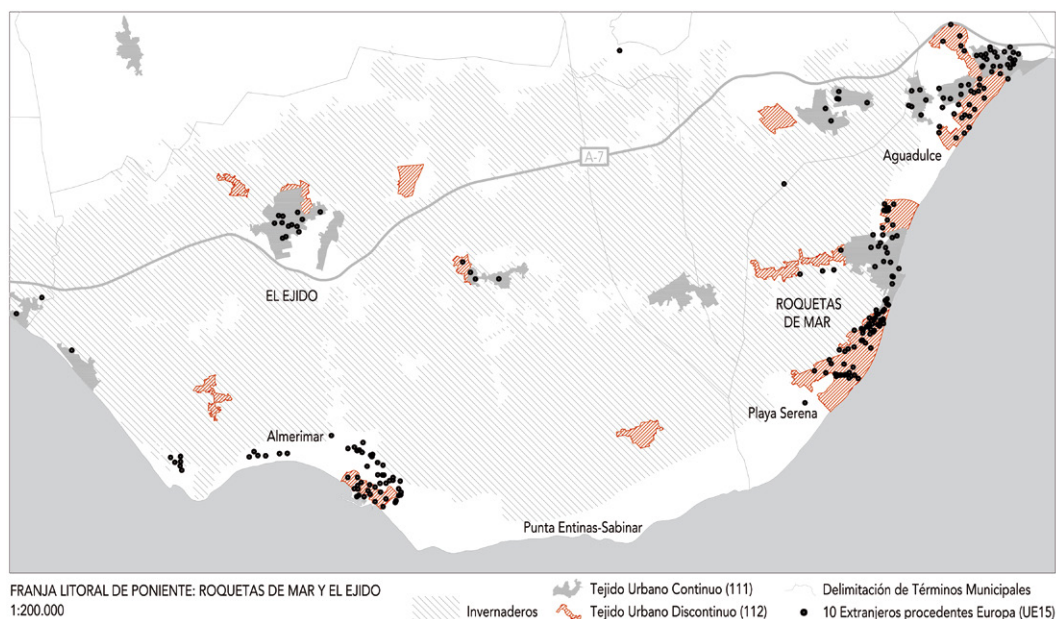 A-7
Aguadulce
EL EJIDO
ROQUETAS
DE MAR
Playa Serena
Almerimar
Punta Entinas-Sabinar
FRANJA LITORAL DE PONIENTE: ROQUETAS DE MAR Y EL EJIDO
1:200.000
Invernaderos
Tejido Urbano Continuo (111)
Tejido Urbano Discontinuo (112)
Delimitación de Términos Municipales
10 Extranjeros procedentes Europa (UE15)